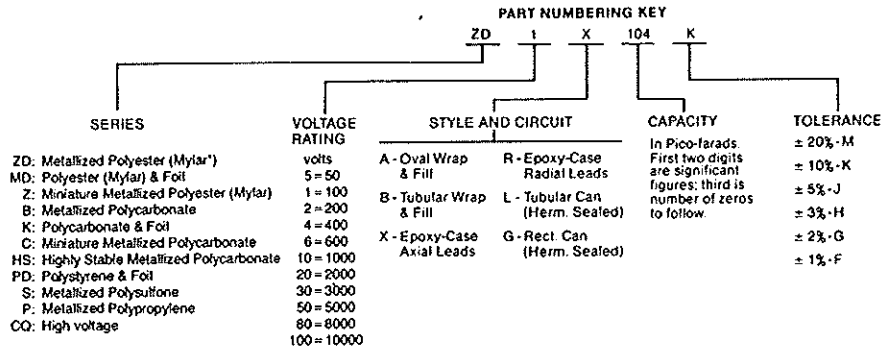 PART NUMBERING KEY
ZD 1 X 104 K
SERIES
ZD: Metallized Polyester (Mylar*)
MD: Polyester (Mylar) & Foil
Z: Miniature Metallized Polyester (Mylar)
B: Metallized Polycarbonate
K: Polycarbonate & Foil
C: Miniature Metallized Polycarbonate
HS: Highly Stable Metallized Polycarbonate
PD: Polystyrene & Foil
S: Metallized Polysulfone
P: Metallized Polypropylene
CQ: High voltage
VOLTAGE
RATING
volts
5 = 50
1 = 100
2 = 200
4 = 400
6 = 600
10 = 1000
20 = 2000
30 = 3000
50 = 5000
80 = 8000
100 = 10000
STYLE AND CIRCUIT
A - Oval Wrap
& Fill
B - Tubular Wrap
& Fill
X - Epoxy-Case
Axial Leads
R - Epoxy-Case
Radial Leads
L - Tubular Can
(Herm. Sealed)
G - Rect. Can
(Herm. Sealed)
CAPACITY
In Pico-farads.
First two digits
are significant
figures; third is
number of zeros
to follow.
TOLERANCE
± 20% - M
± 10% - K
± 5% - J
± 3% - H
± 2% - G
± 1% - F